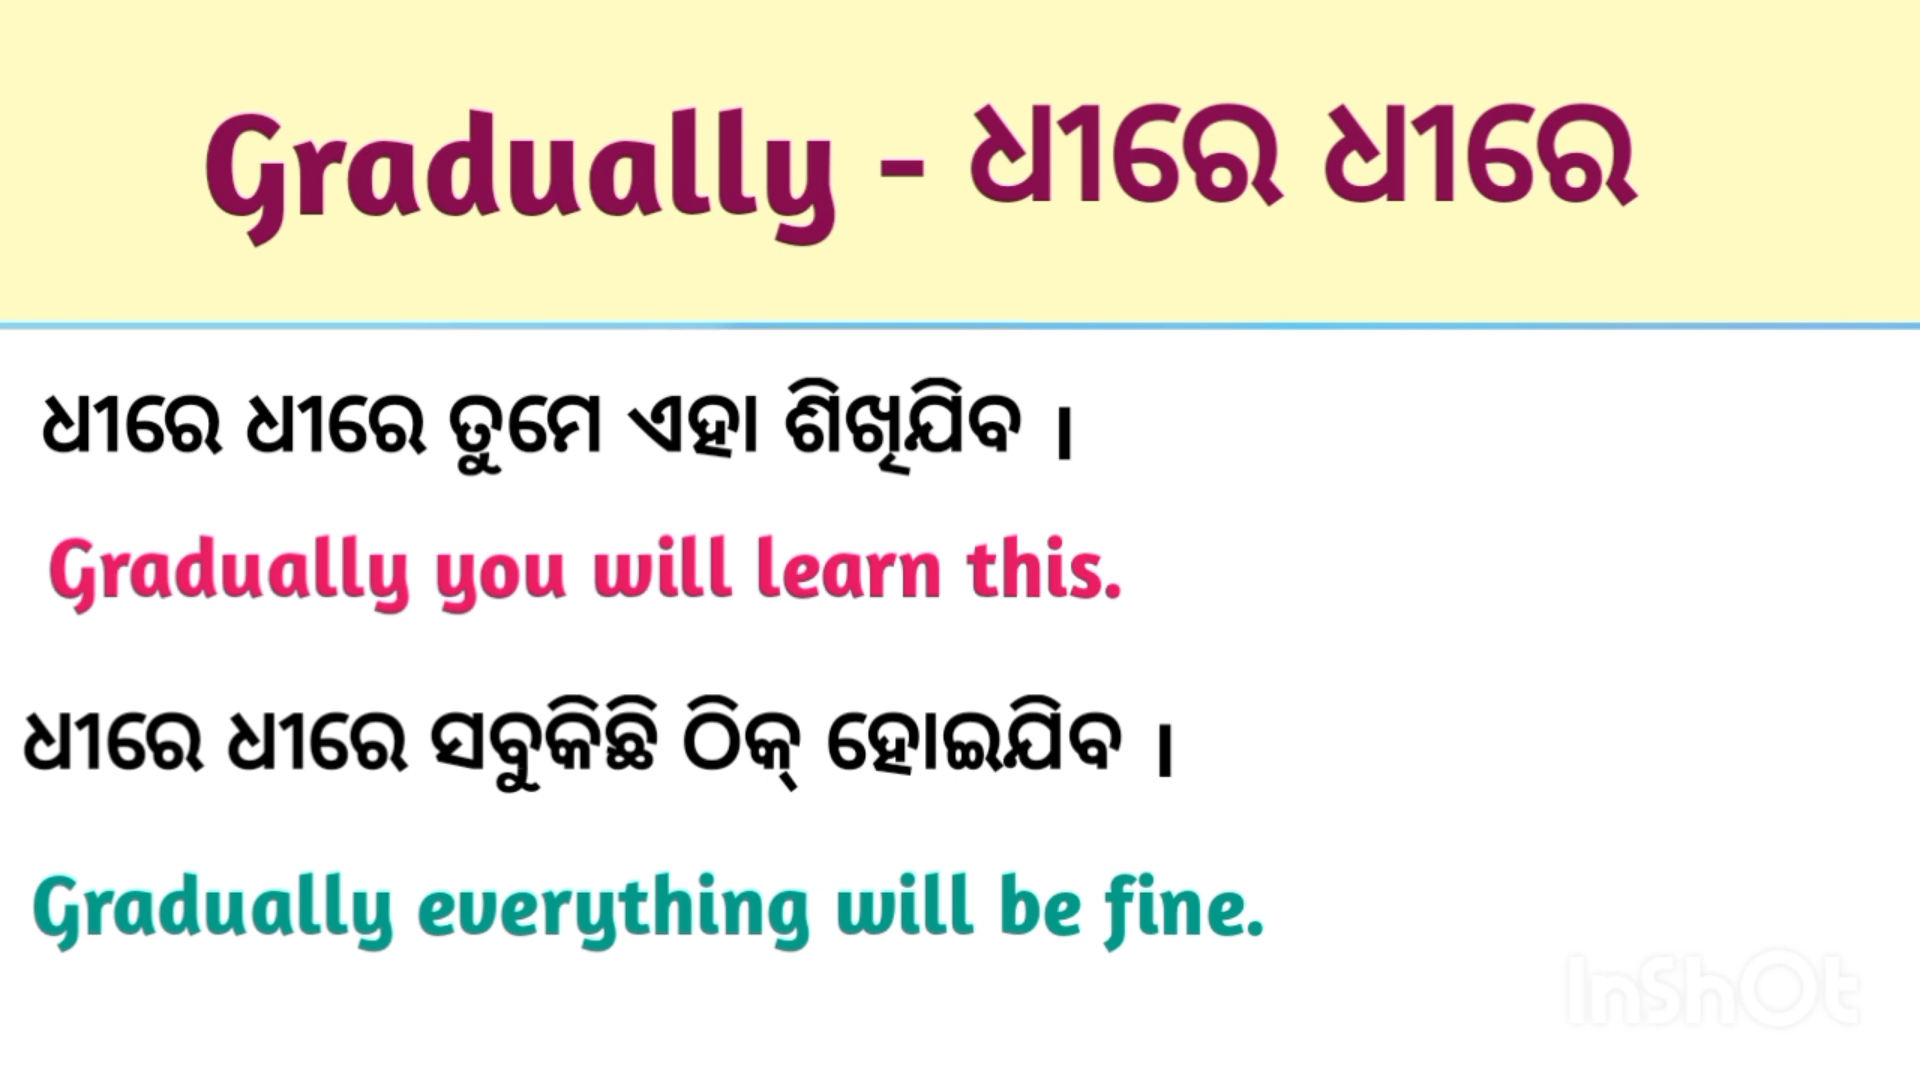 Gradually - ଧୀରେ ଧୀରେ
ଧୀରେ ଧୀରେ ତୁମେ ଏହା ଶିଖିଯିବ ।
Gradually you will learn this.
ଧୀରେ ଧୀରେ ସବୁକିଛି ଠିକ୍ ହୋଇଯିବ ।
Gradually everything will be fine.
InShOt